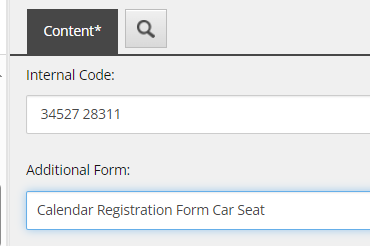 Content*
Internal Code:
34527 28311
Additional Form:
Calendar Registration Form Car Seat